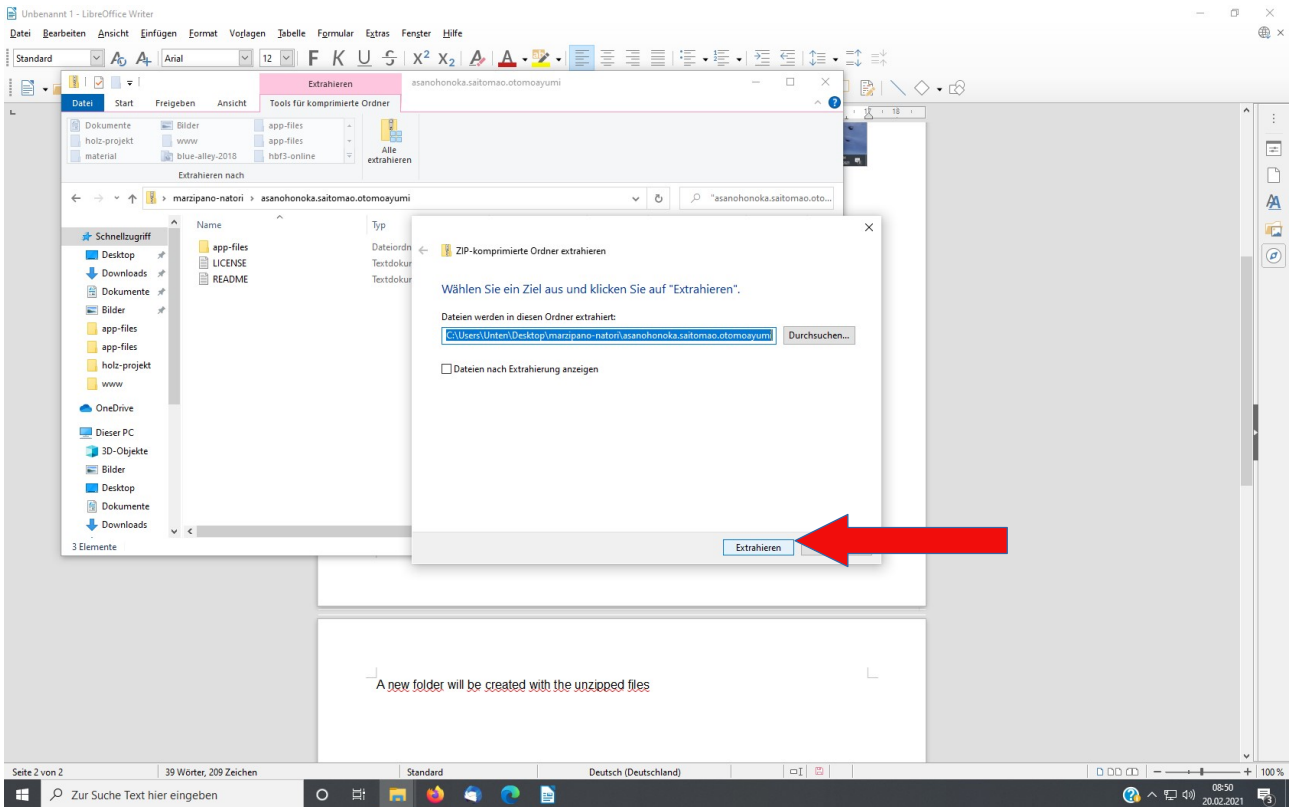 Unbenannt 1 - LibreOffice Writer
Datei Bearbeiten Ansicht Einfügen Format Vorlagen Tabelle Formular Extras Fenster Hilfe
Standard Arial 12 F K U S X² X₂ A A
Extrahieren asanohonoka.saitomao.otomoayumi
Datei Start Freigeben Ansicht Tools für komprimierte Ordner
18
Dokumente Bilder app-files
holz-projekt www app-files
material blue-alley-2018 hbf3-online
Alle
extrahieren
Extrahieren nach
marzipano-natori > asanohonoka.saitomao.otomoayumi
"asanohonoka.saitomao.oto...
Name Typ
Schnellzugriff
Desktop
Downloads
Dokumente
Bilder
app-files
app-files
holz-projekt
www
OneDrive
Dieser PC
3D-Objekte
Bilder
Desktop
Dokumente
Downloads
3 Elemente
app-files Dateiordn
LICENSE Textdokur
README Textdokur
ZIP-komprimierte Ordner extrahieren
Wählen Sie ein Ziel aus und klicken Sie auf "Extrahieren".
Dateien werden in diesen Ordner extrahiert:
C:\Users\Unten\Desktop\marzipano-natori\asanohonoka.saitomao.otomoayumi Durchsuchen...
Dateien nach Extrahierung anzeigen
Extrahieren
A new folder will be created with the unzipped files
Seite 2 von 2 39 Wörter, 209 Zeichen Standard Deutsch (Deutschland) 100 %
Zur Suche Text hier eingeben
08:50
20.02.2021
3